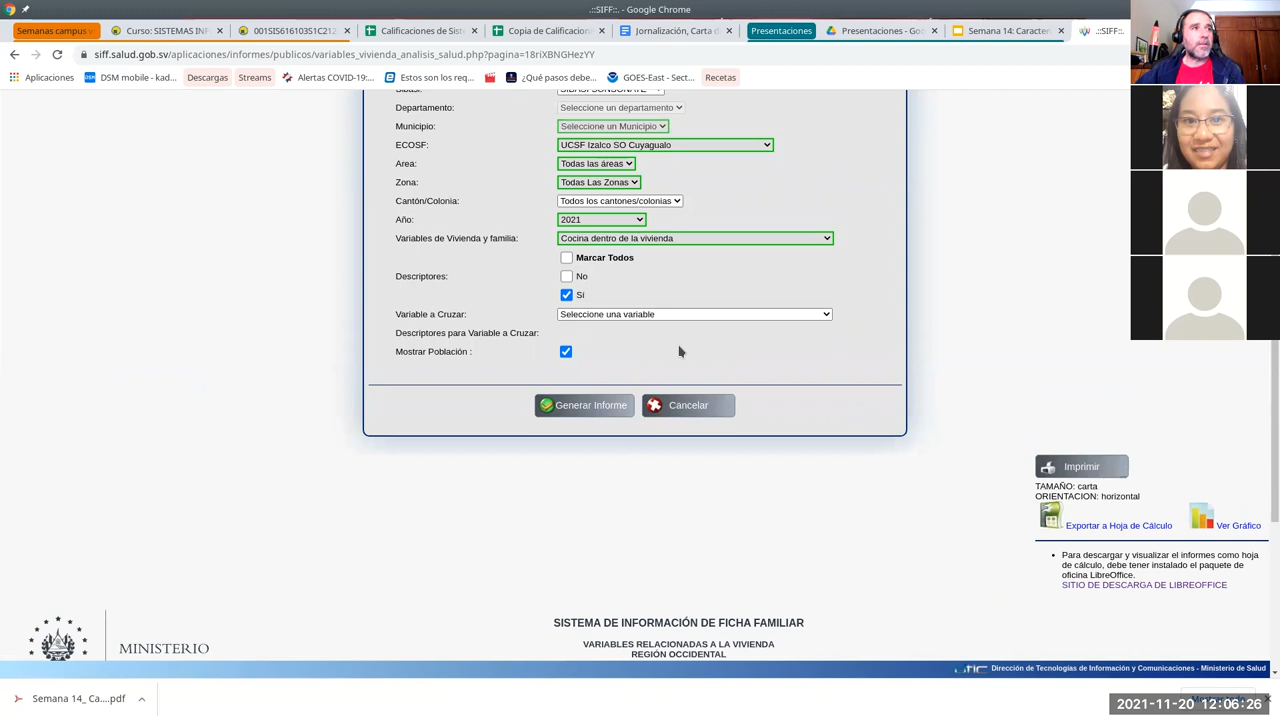 .::SIFF::. - Google Chrome
Semanas campus v
Curso: SISTEMAS INF
001SIS616103S1C212
Calificaciones de Siste
Copia de Calificacione
Jornalización, Carta d
Presentaciones
Presentaciones - Goo
Semana 14: Caracter
.::SIFF::.
siff.salud.gob.sv/aplicaciones/informes/publicos/variables_vivienda_analisis_salud.php?pagina=18riXBNGHezYY
Aplicaciones
DSM mobile - kad...
Descargas
Streams
Alertas COVID-19:...
Estos son los req...
¿Qué pasos debe...
GOES-East - Sect...
Recetas
Sibasi:
SIBASI SONSONATE
Departamento:
Seleccione un departamento
Municipio:
Seleccione un Municipio
ECOSF:
UCSF Izalco SO Cuyagualo
Area:
Todas las áreas
Zona:
Todas Las Zonas
Cantón/Colonia:
Todos los cantones/colonias
Año:
2021
Variables de Vivienda y familia:
Cocina dentro de la vivienda
Marcar Todos
Descriptores:
No
Sí
Variable a Cruzar:
Seleccione una variable
Descriptores para Variable a Cruzar:
Mostrar Población :
Generar Informe
Cancelar
Imprimir
TAMAÑO: carta
ORIENTACION: horizontal
Exportar a Hoja de Cálculo
Ver Gráfico
Para descargar y visualizar el informes como hoja
de cálculo, debe tener instalado el paquete de
oficina LibreOffice.
SITIO DE DESCARGA DE LIBREOFFICE
SISTEMA DE INFORMACIÓN DE FICHA FAMILIAR
MINISTERIO
VARIABLES RELACIONADAS A LA VIVIENDA
REGIÓN OCCIDENTAL
Dirección de Tecnologías de Información y Comunicaciones - Ministerio de Salud
Semana 14_ Ca....pdf
2021-11-20 12:06:26